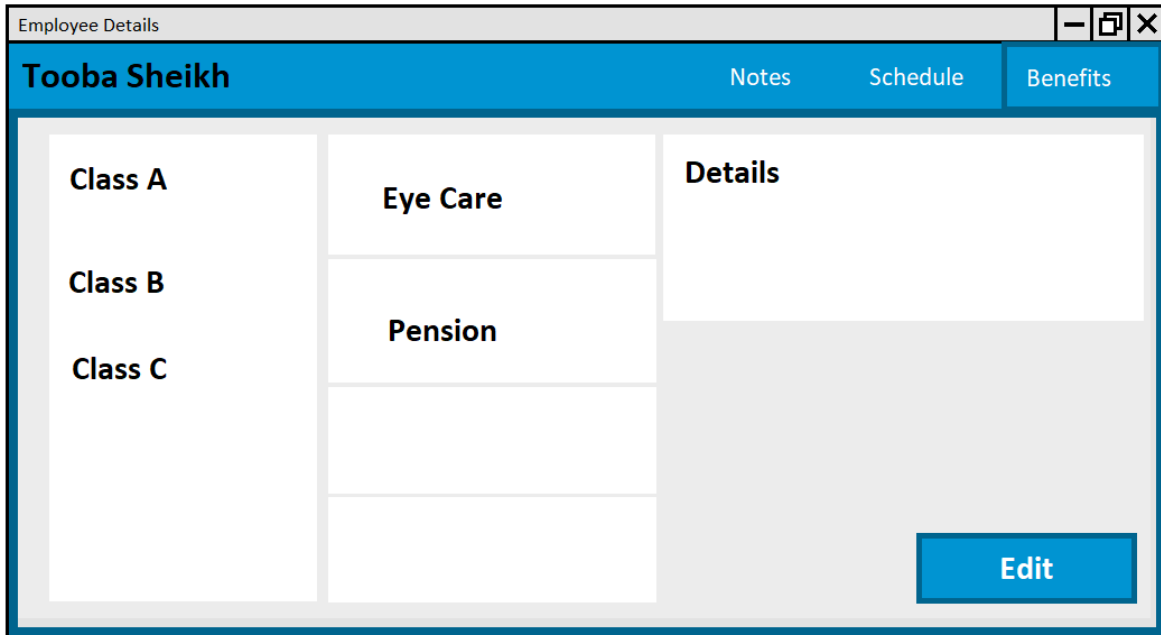 Employee Details
Tooba Sheikh
Notes Schedule Benefits
Class A
Class B
Class C
Eye Care
Pension
Details
Edit